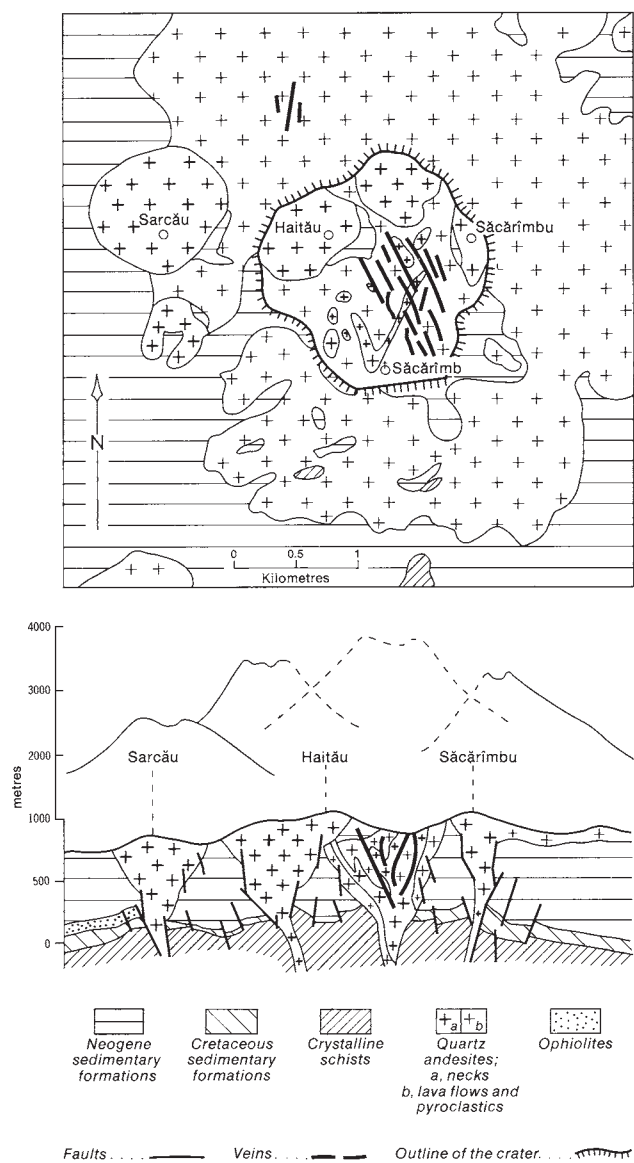 Sarcău
Haitău
Săcărîmbu
Săcărîmb
N
0 0.5 1
Kilometres
4000
3000
2000
1000
500
0
metres
Sarcău
Haitău
Săcărîmbu
a
b
Neogene
sedimentary
formations
Cretaceous
sedimentary
formations
Crystalline
schists
Quartz
andesites;
a, necks
b, lava flows and
pyroclastics
Ophiolites
Faults....
Veins....
Outline of the crater....